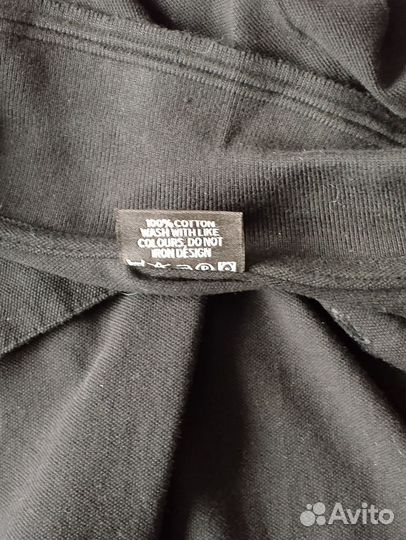 100% COTTON
WASH WITH LIKE
COLOURS, DO NOT
IRON DESIGN
Avito